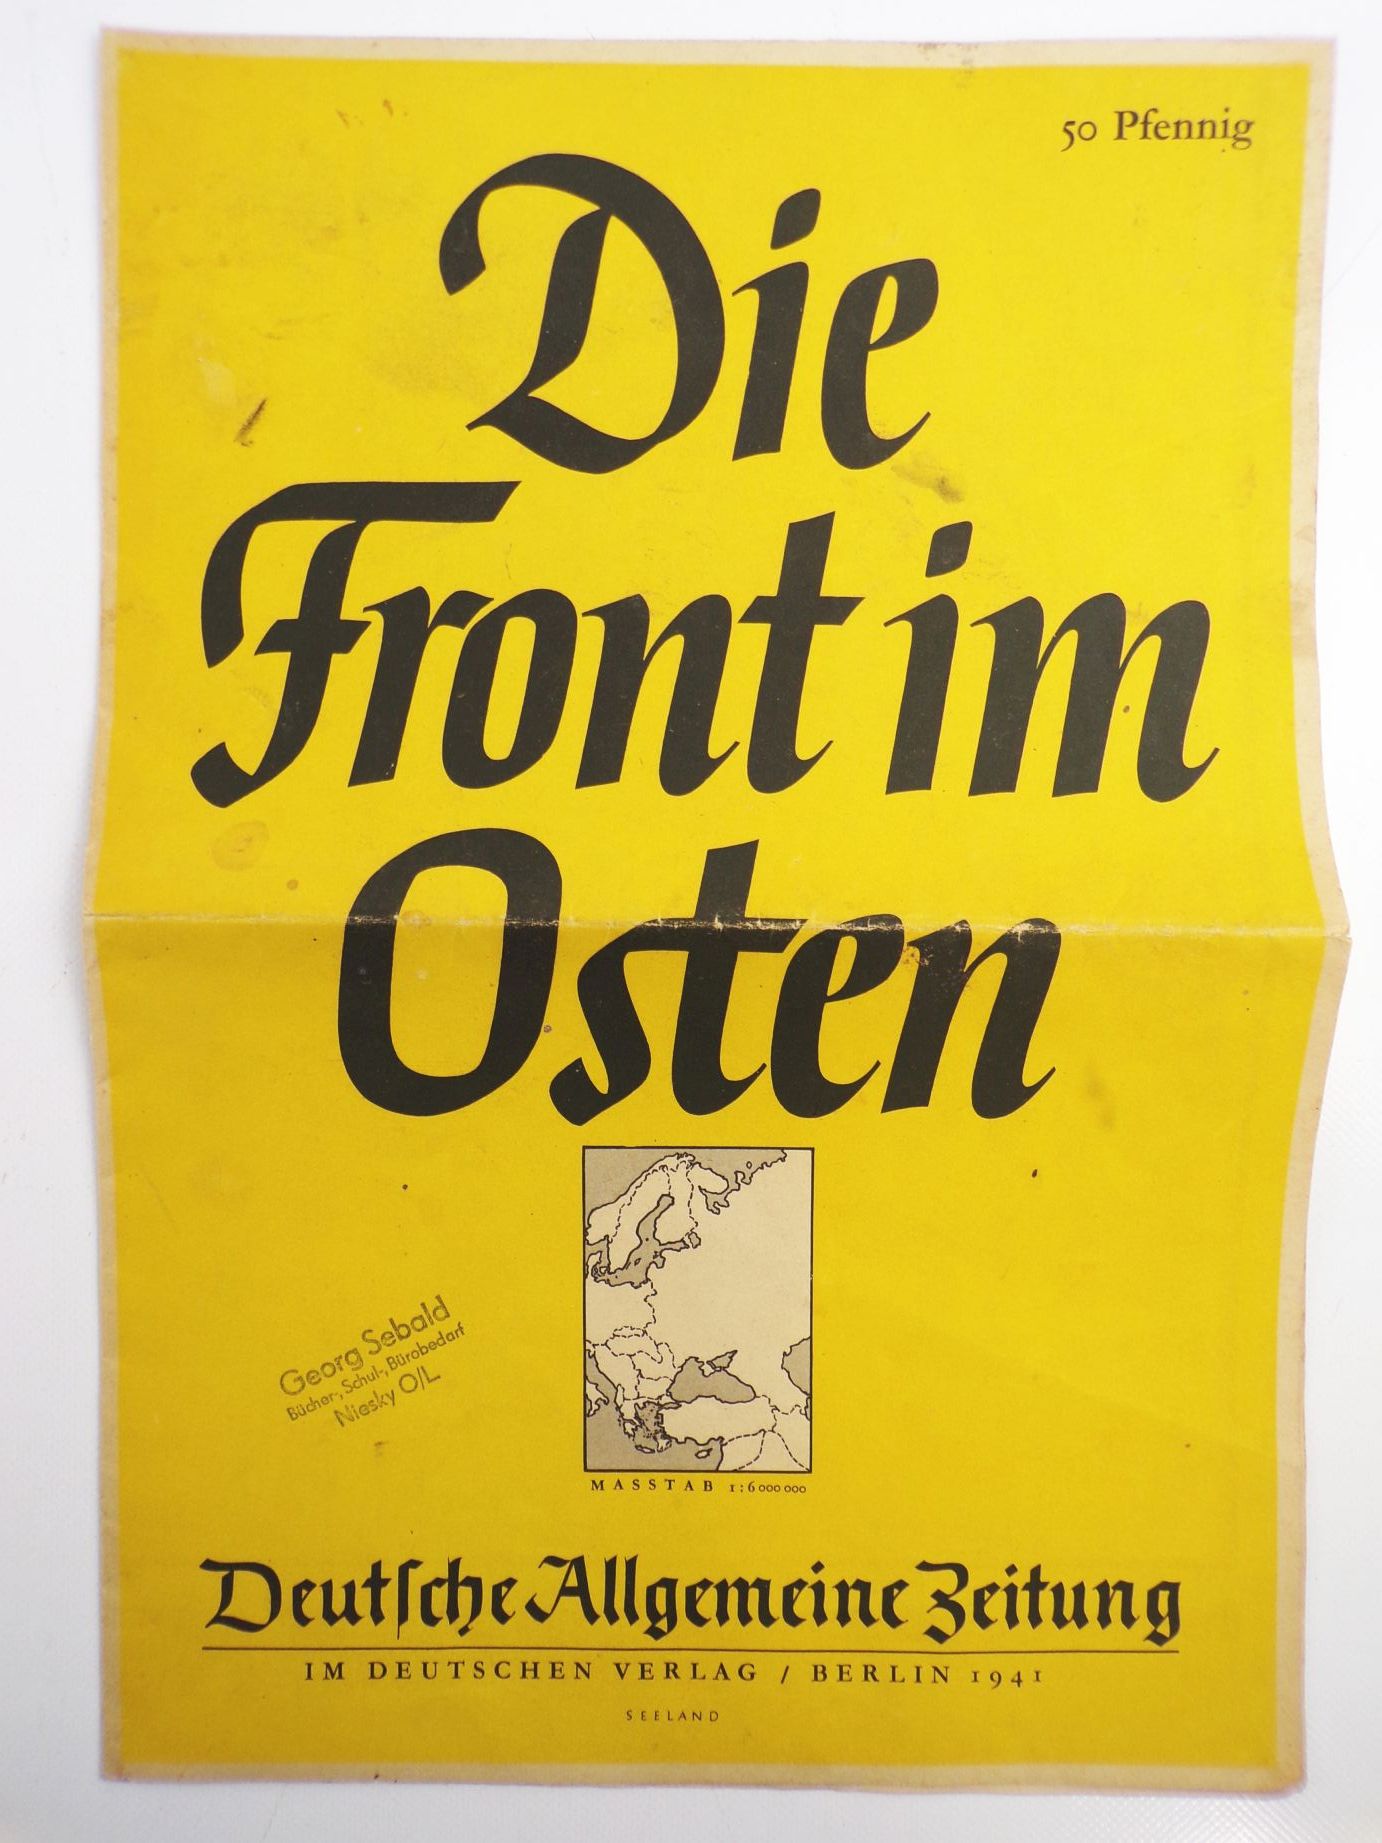 50 Pfennig
Die
Front im
Osten
Georg Sebald
Bücher-, Schul-, Bürobedarf
Niesky O/L
MASSTAB 1:6000000
Deutſche Allgemeine Zeitung
IM DEUTSCHEN VERLAG / BERLIN 1941
SEELAND